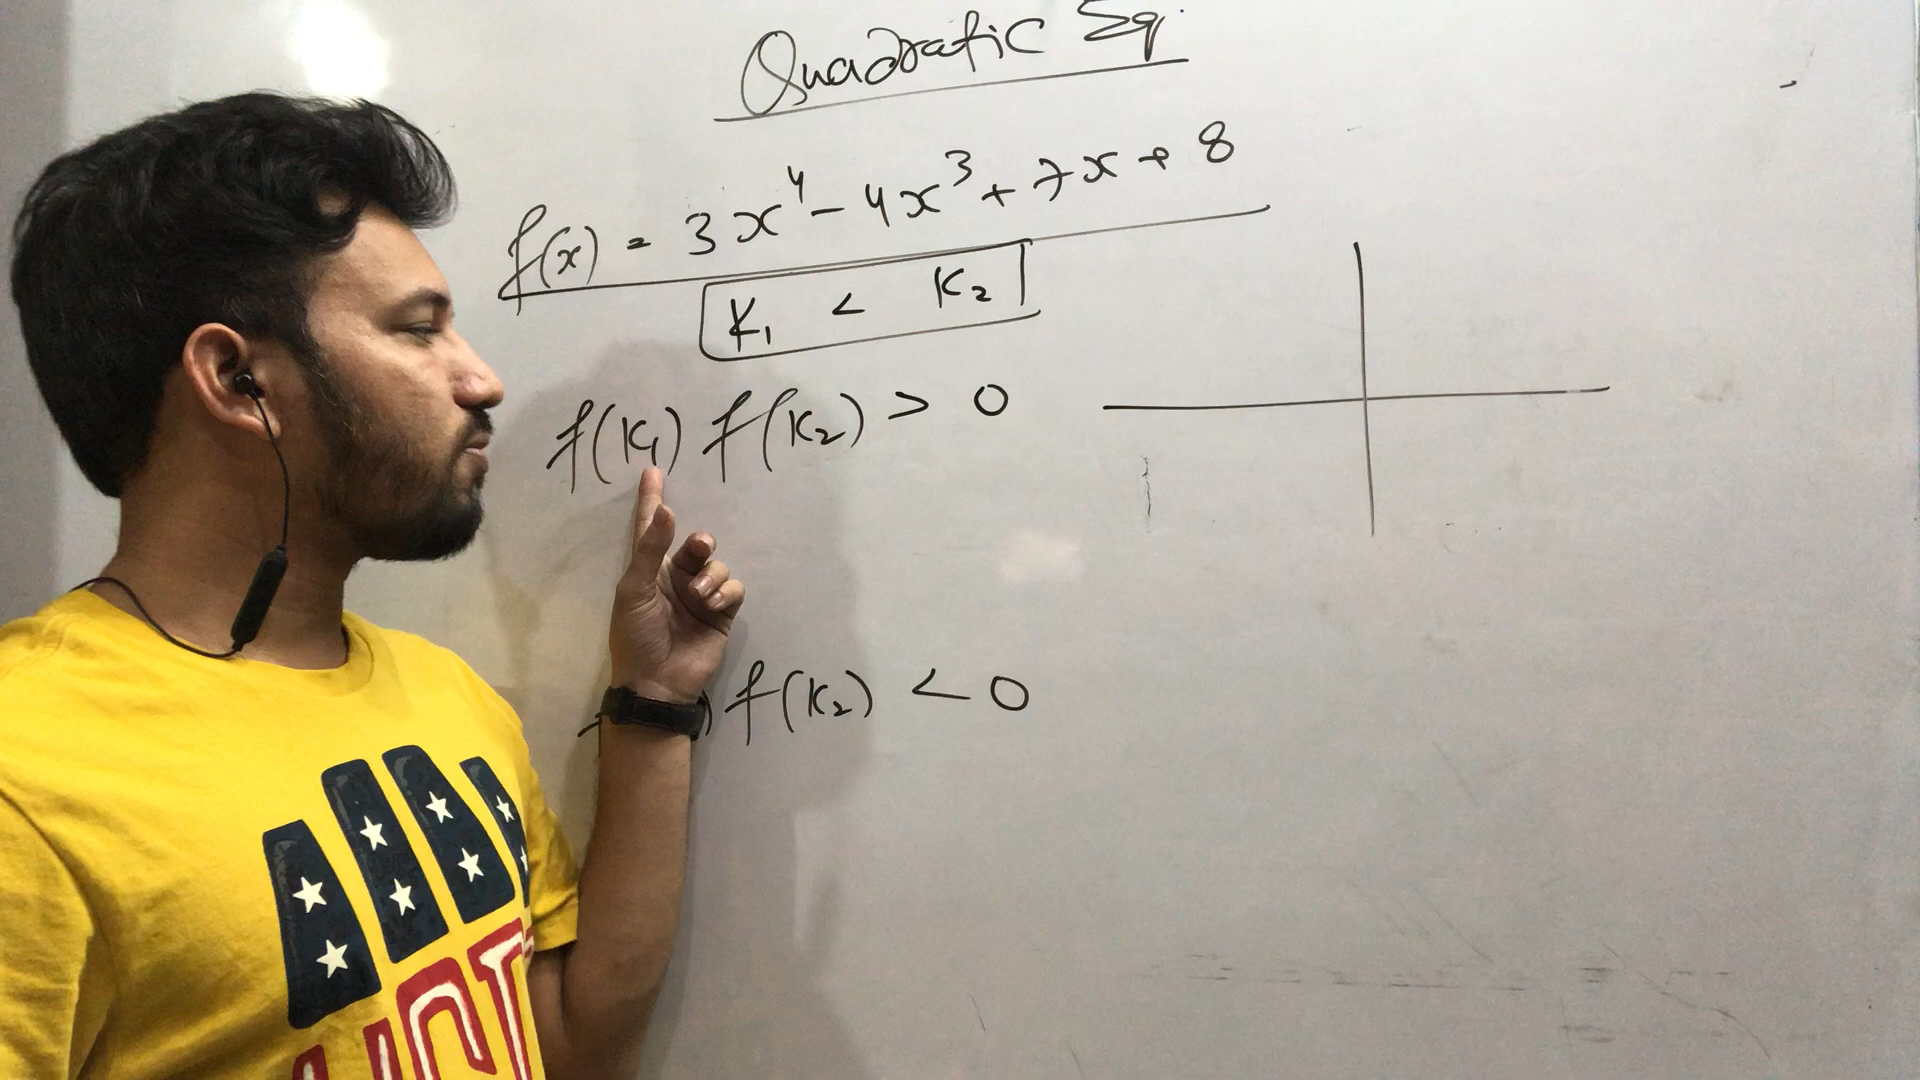 Quadratic Eq.
f(x) = 3x⁴ - 4x³ + 7x + 8
K₁ < K₂
f(K₁) f(K₂) > 0
) f(K₂) < 0